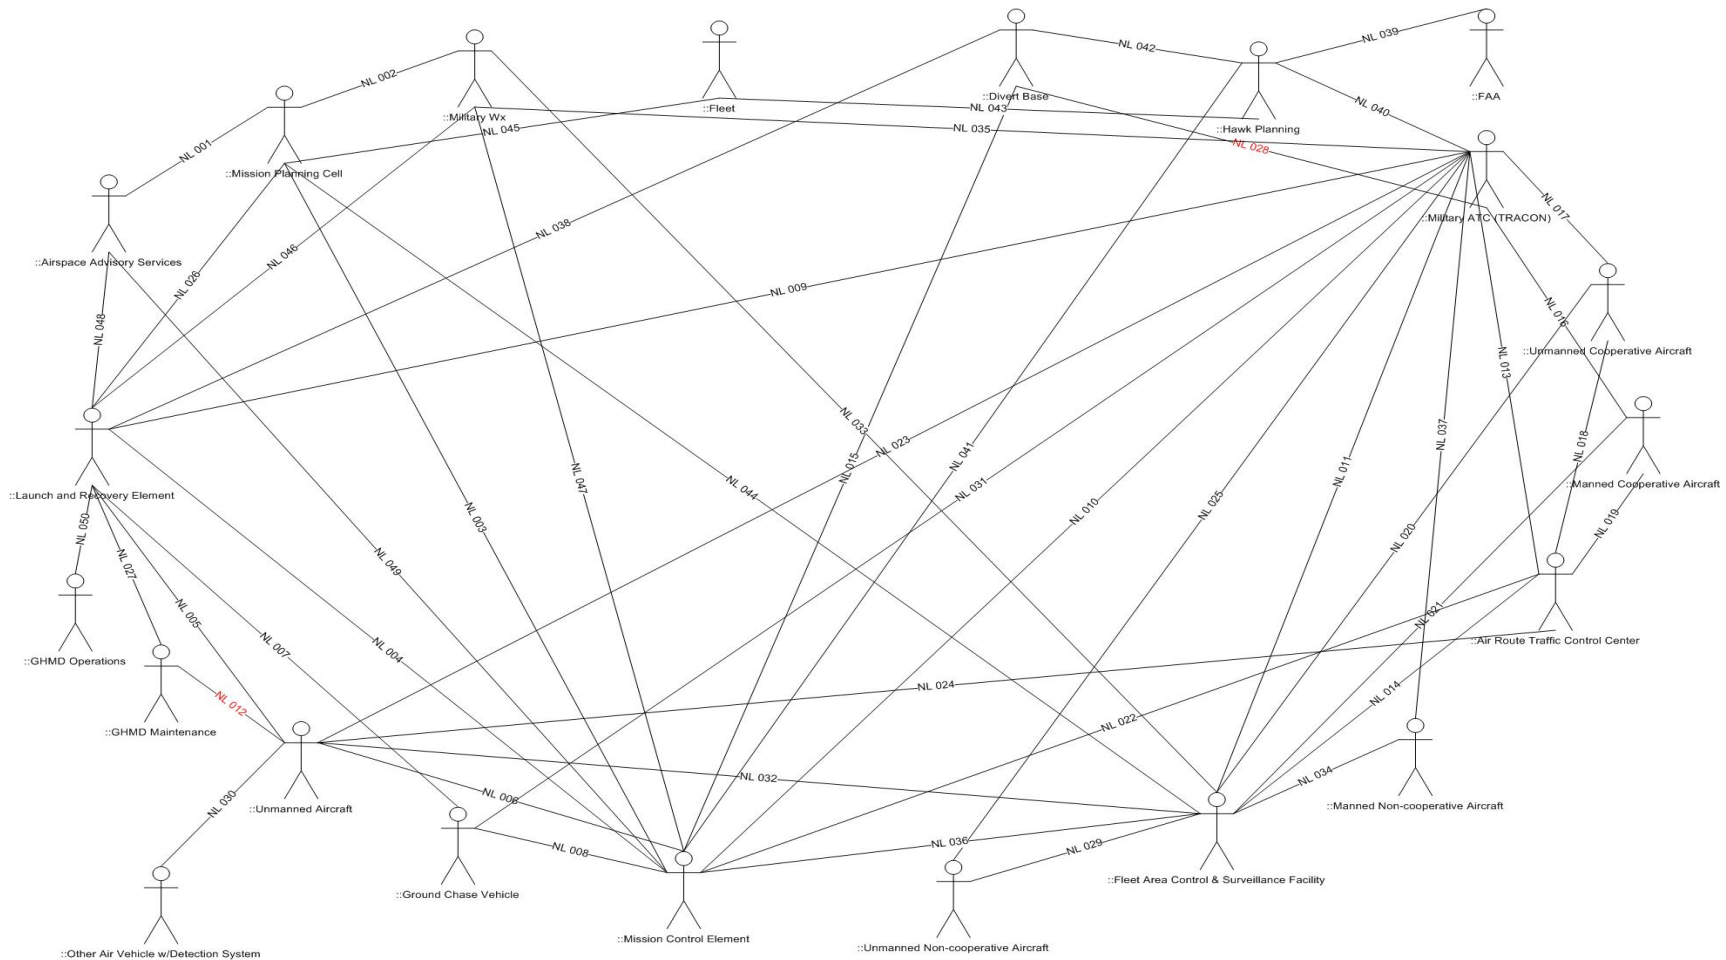 NL 039
NL 042
NL 002
::Divert Base
::FAA
NL 043
::Fleet
NL 040
::Military Wx
NL 045
NL 035
::Hawk Planning
NL 001
NL 028
::Mission Planning Cell
NL 017
::Military ATC (TRACON)
NL 038
NL 046
::Airspace Advisory Services
NL 026
NL 009
NL 016
NL 048
::Unmanned Cooperative Aircraft
NL 013
NL 033
NL 037
NL 023
NL 018
NL 041
NL 015
NL 011
NL 047
::Manned Cooperative Aircraft
NL 044
NL 031
::Launch and Recovery Element
NL 025
NL 010
NL 003
NL 019
NL 050
NL 020
NL 049
NL 027
NL 005
NL 021
::Air Route Traffic Control Center
NL 007
NL 004
::GHMD Operations
NL 024
NL 014
NL 012
NL 022
::GHMD Maintenance
NL 032
NL 034
NL 006
NL 030
::Unmanned Aircraft
::Manned Non-cooperative Aircraft
NL 036
NL 029
NL 008
::Fleet Area Control & Surveillance Facility
::Ground Chase Vehicle
::Mission Control Element
::Unmanned Non-cooperative Aircraft
::Other Air Vehicle w/Detection System